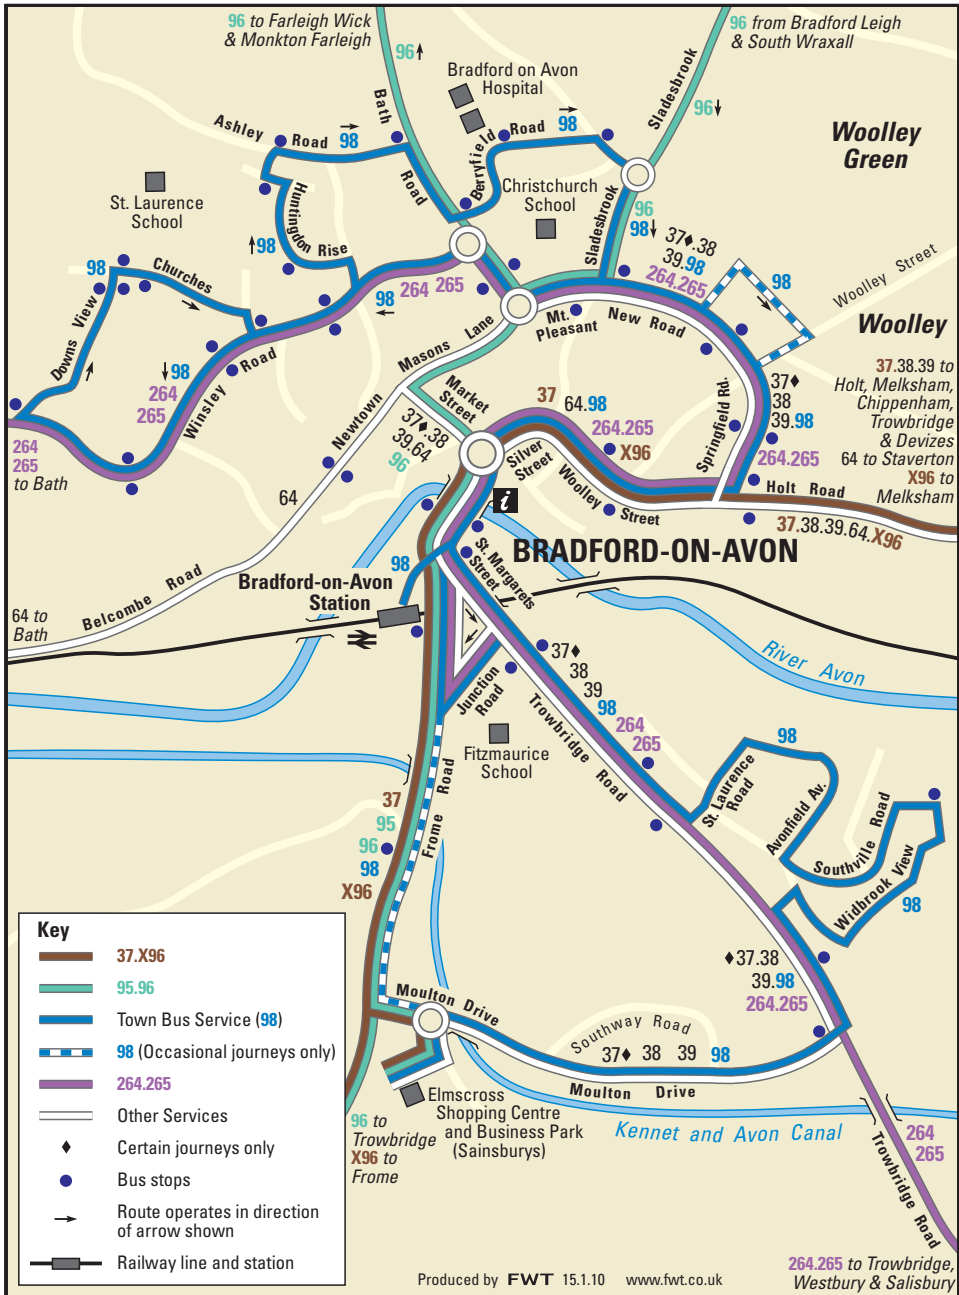 96 to Farleigh Wick
& Monkton Farleigh
96 from Bradford Leigh
& South Wraxall
96
Bath Road
Bradford on Avon
Hospital
Sladesbrook
96
Ashley Road
98
Berryfield Road
98
Woolley
Green
St. Laurence
School
Huntingdon Rise
98
Christchurch
School
Sladesbrook
96
98
37♦.38
39.98
264.265
98
Woolley Street
98
Churches
264 265
98
Downs View
98
264
265
Winsley Road
Masons Lane
Mt.
Pleasant
New Road
Woolley
37.38.39 to
Holt, Melksham,
Chippenham,
Trowbridge
& Devizes
64 to Staverton
X96 to
Melksham
Market
Street
37
64.98
264.265
X96
37♦
38
39.98
264.265
Springfield Rd.
Newtown
37♦.38
39.64
96
264
265
to Bath
Silver
Street
Woolley
Street
Holt Road
37.38.39.64.X96
64
i
BRADFORD-ON-AVON
98
St. Margarets
Street
Bradford-on-Avon
Station
Belcombe Road
64 to
Bath
River Avon
37♦
38
39
98
264
265
Junction
Road
Trowbridge Road
Fitzmaurice
School
98
St. Laurence
Road
Avonfield Av.
Southville Road
Widbrook View
98
Frome Road
37
95
96
98
X96
♦37.38
39.98
264.265
Moulton Drive
Southway Road
37♦ 38 39 98
Moulton Drive
Elmscross
Shopping Centre
and Business Park
(Sainsburys)
Kennet and Avon Canal
96 to
Trowbridge
X96 to
Frome
264
265
Trowbridge Road
264.265 to Trowbridge,
Westbury & Salisbury
Key
37.X96
95.96
Town Bus Service (98)
98 (Occasional journeys only)
264.265
Other Services
Certain journeys only
Bus stops
Route operates in direction
of arrow shown
Railway line and station
Produced by FWT 15.1.10 www.fwt.co.uk